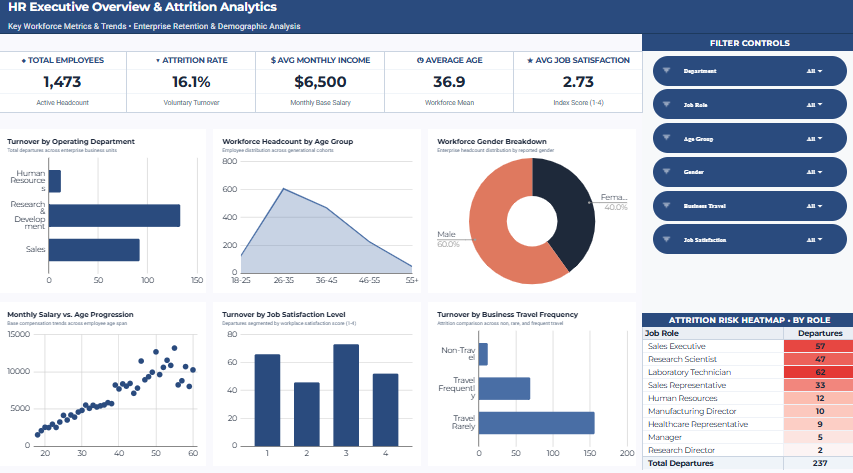 HR Executive Overview & Attrition Analytics
Key Workforce Metrics & Trends • Enterprise Retention & Demographic Analysis
♦ TOTAL EMPLOYEES
1,473
Active Headcount
▼ ATTRITION RATE
16.1%
Voluntary Turnover
$ AVG MONTHLY INCOME
$6,500
Monthly Base Salary
AVERAGE AGE
36.9
Workforce Mean
★ AVG JOB SATISFACTION
2.73
Index Score (1-4)
FILTER CONTROLS
Department All
Job Role All
Age Group All
Gender All
Business Travel All
Job Satisfaction All
Turnover by Operating Department
Total departures across enterprise business units
Human
Resource
s
Research
&
Develop
ment
Sales
0 50 100 150
Workforce Headcount by Age Group
Employee distribution across generational cohorts
800
600
400
200
0
18-25 26-35 36-45 46-55 55+
Workforce Gender Breakdown
Enterprise headcount distribution by reported gender
Fema...
40.0%
Male
60.0%
Monthly Salary vs. Age Progression
Base compensation trends across employee age span
15000
10000
5000
0
20 30 40 50 60
Turnover by Job Satisfaction Level
Departures segmented by workplace satisfaction score (1-4)
80
60
40
20
0
1 2 3 4
Turnover by Business Travel Frequency
Attrition comparison across non, rare, and frequent travel
Non-Trav
el
Travel
Frequentl
y
Travel
Rarely
0 50 100 150 200
ATTRITION RISK HEATMAP • BY ROLE
Job Role Departures
Sales Executive 57
Research Scientist 47
Laboratory Technician 62
Sales Representative 33
Human Resources 12
Manufacturing Director 10
Healthcare Representative 9
Manager 5
Research Director 2
Total Departures 237